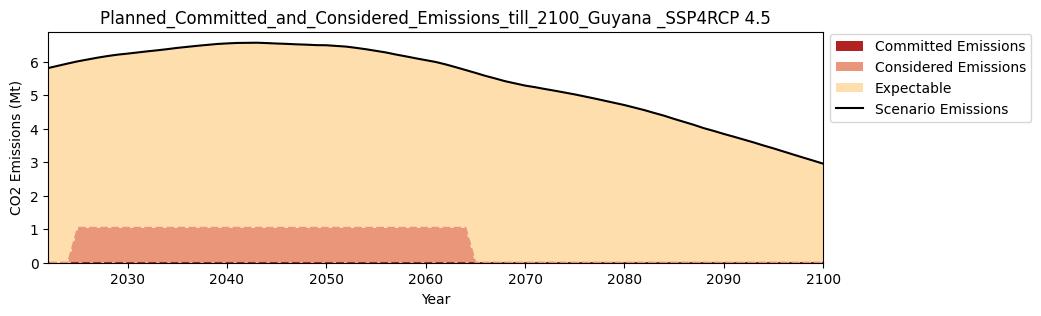 Planned_Committed_and_Considered_Emissions_till_2100_Guyana _SSP4RCP 4.5
CO2 Emissions (Mt)
6
5
4
3
2
1
0
2030 2040 2050 2060 2070 2080 2090 2100
Year
Committed Emissions
Considered Emissions
Expectable
Scenario Emissions